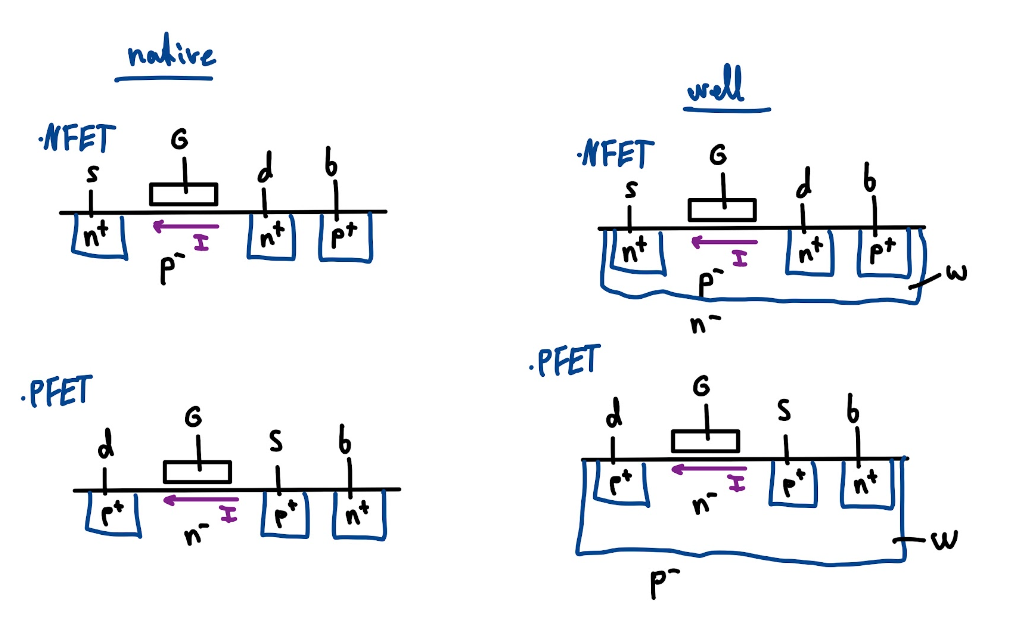 native
·NFET
G
s
d
b
n⁺
I
n⁺
p⁺
p⁻
·PFET
G
d
s
b
p⁺
I
p⁺
n⁺
n⁻
well
·NFET
G
s
d
b
n⁺
I
n⁺
p⁺
p⁻
w
n⁻
·PFET
G
d
s
b
p⁺
I
p⁺
n⁺
n⁻
w
p⁻